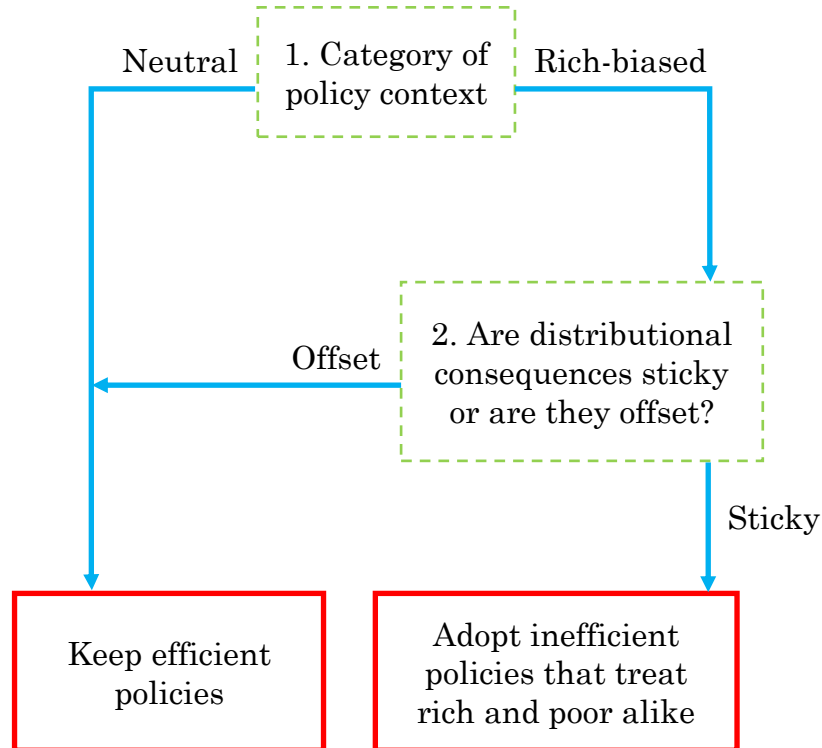 Neutral
1. Category of
policy context
Rich-biased
Offset
2. Are distributional
consequences sticky
or are they offset?
Sticky
Keep efficient
policies
Adopt inefficient
policies that treat
rich and poor alike